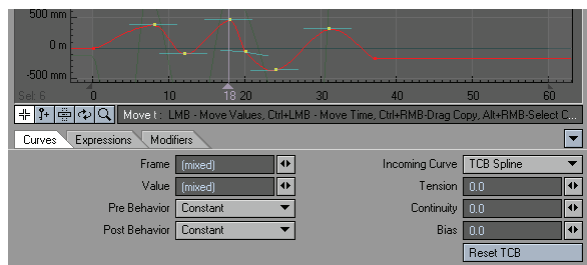 500 mm
0 m
-500 mm
Sel: 6 0 10 18 20 30 40 50 60
Move t : LMB - Move Values, Ctrl+LMB - Move Time, Ctrl+RMB-Drag Copy, Alt+RMB-Select C...
Curves Expressions Modifiers
Frame (mixed) Incoming Curve TCB Spline
Value (mixed) Tension 0.0
Pre Behavior Constant Continuity 0.0
Post Behavior Constant Bias 0.0
Reset TCB